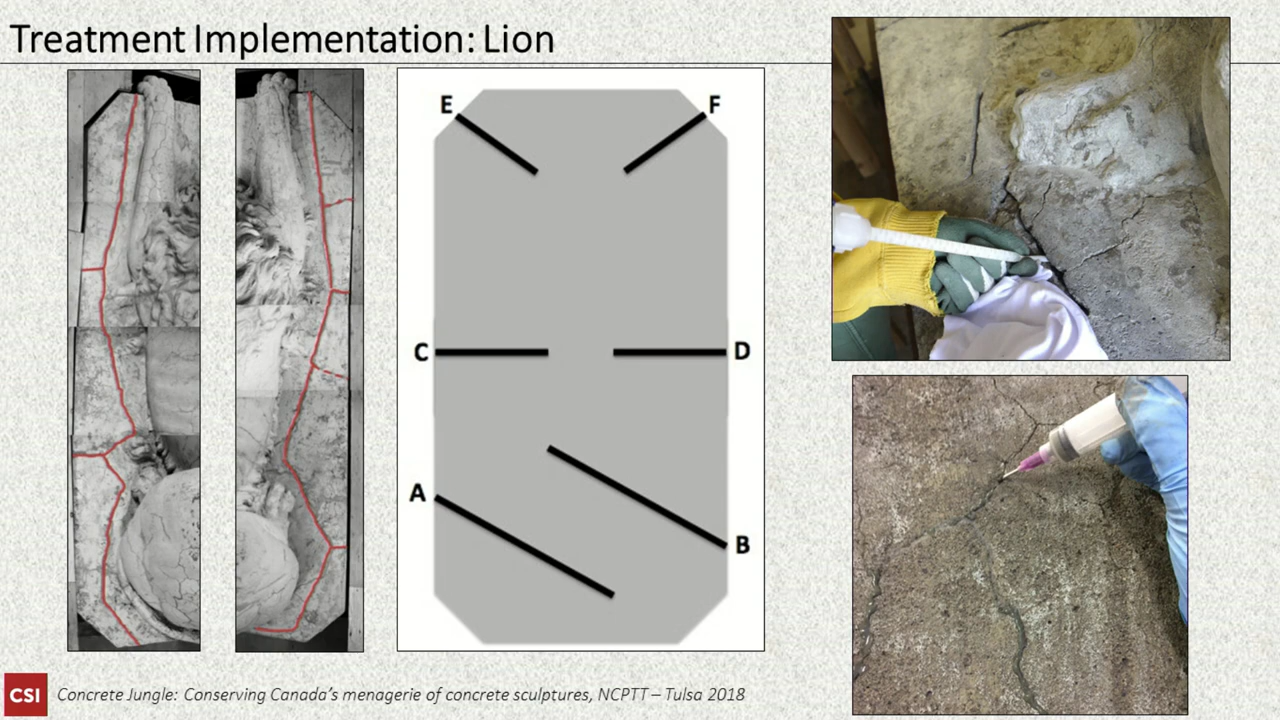 Treatment Implementation: Lion
E
F
C
D
A
B
CSI
Concrete Jungle: Conserving Canada's menagerie of concrete sculptures, NCPTT – Tulsa 2018